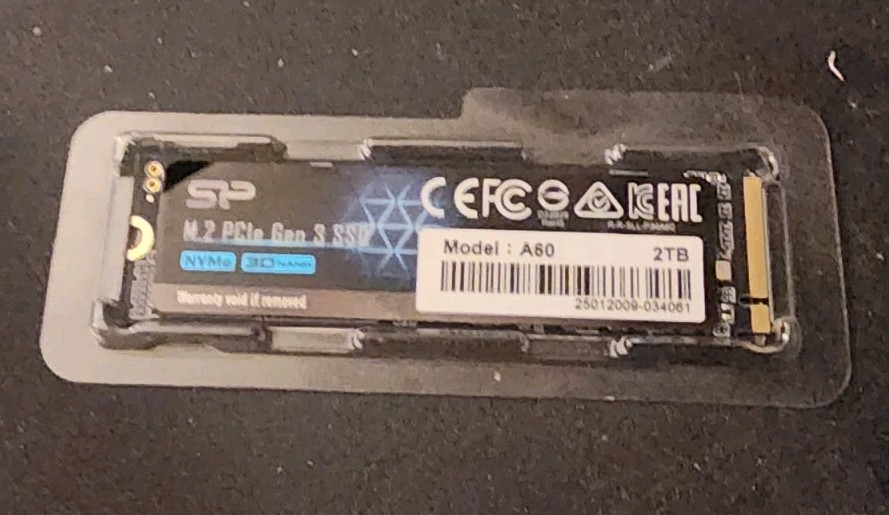 SP
CE FC EAC
M.2 PCIe Gen 3 SSD
NVMe 3D NAND
Warranty void if removed
Model : A60 2TB
25012009-034061